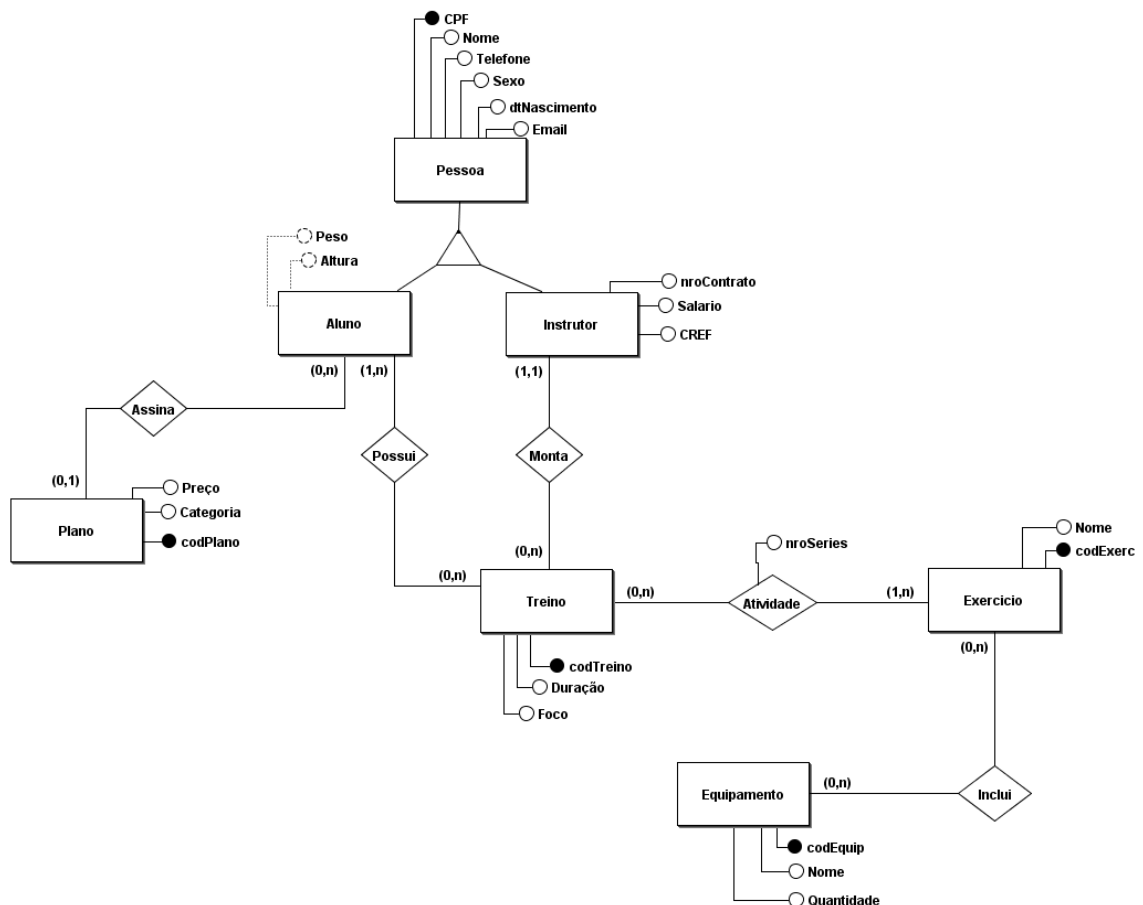 CPF
Nome
Telefone
Sexo
dtNascimento
Email
Pessoa
Peso
Altura
Aluno
nroContrato
Salario
CREF
Instrutor
(0,n)
(1,n)
(1,1)
Assina
Possui
Monta
(0,1)
Preço
Categoria
codPlano
Plano
(0,n)
(0,n)
Treino
(0,n)
nroSeries
Atividade
(1,n)
Nome
codExerc
Exercicio
(0,n)
codTreino
Duração
Foco
Equipamento
(0,n)
Inclui
codEquip
Nome
Quantidade